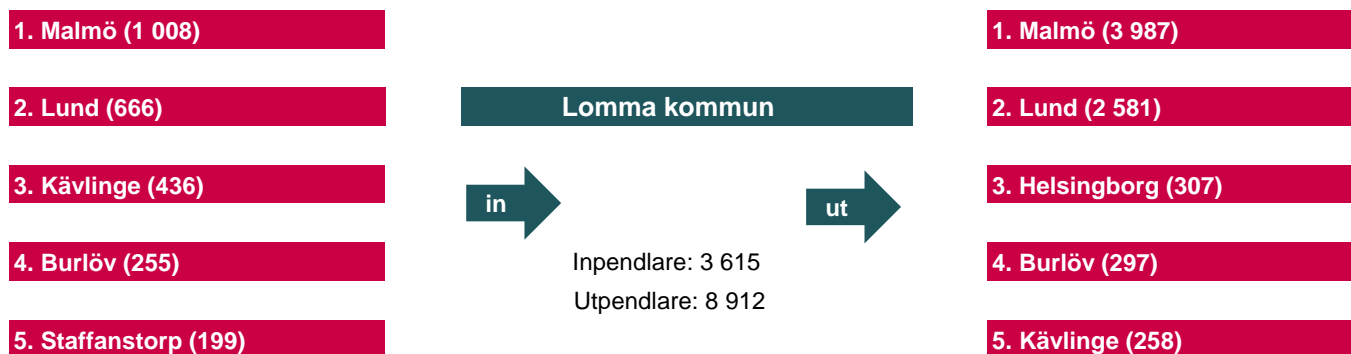 1. Malmö (1 008)
2. Lund (666)
3. Kävlinge (436)
4. Burlöv (255)
5. Staffanstorp (199)
Lomma kommun
in
ut
Inpendlare: 3 615
Utpendlare: 8 912
1. Malmö (3 987)
2. Lund (2 581)
3. Helsingborg (307)
4. Burlöv (297)
5. Kävlinge (258)